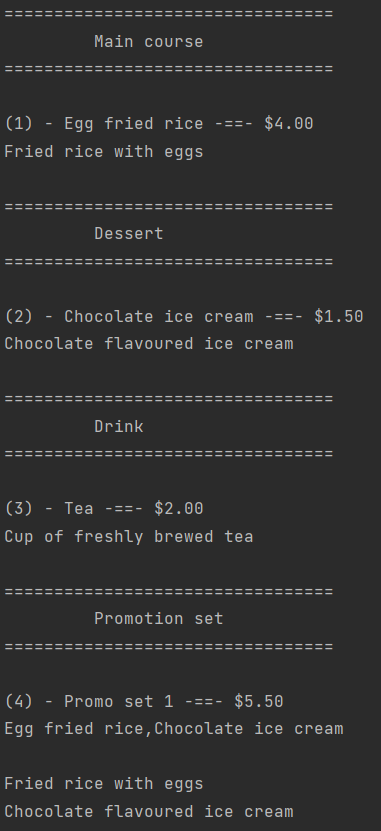 =================================
Main course
=================================
(1) - Egg fried rice -==- $4.00
Fried rice with eggs
=================================
Dessert
=================================
(2) - Chocolate ice cream -==- $1.50
Chocolate flavoured ice cream
=================================
Drink
=================================
(3) - Tea -==- $2.00
Cup of freshly brewed tea
=================================
Promotion set
=================================
(4) - Promo set 1 -==- $5.50
Egg fried rice,Chocolate ice cream
Fried rice with eggs
Chocolate flavoured ice cream